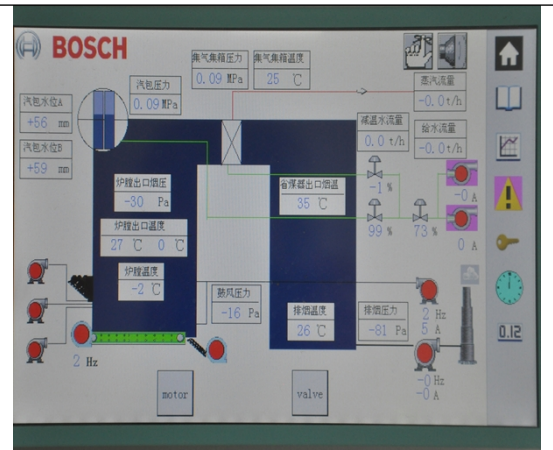 BOSCH
集气集箱压力
0.09 MPa
集气集箱温度
25 ℃
蒸汽流量
-0.0 t/h
汽包压力
0.09 MPa
汽包水位A
+56 mm
汽包水位B
+59 mm
减温水流量
0.0 t/h
给水流量
-0.0 t/h
炉膛出口烟压
-30 Pa
省煤器出口烟温
35 ℃
-1 %
-0 A
炉膛出口温度
27 ℃ 0 ℃
99 %
73 %
0 A
炉膛温度
-2 ℃
鼓风压力
-16 Pa
排烟温度
26 ℃
排烟压力
-81 Pa
2 Hz
5 A
0.12
2 Hz
-0 Hz
-0 A
motor
valve